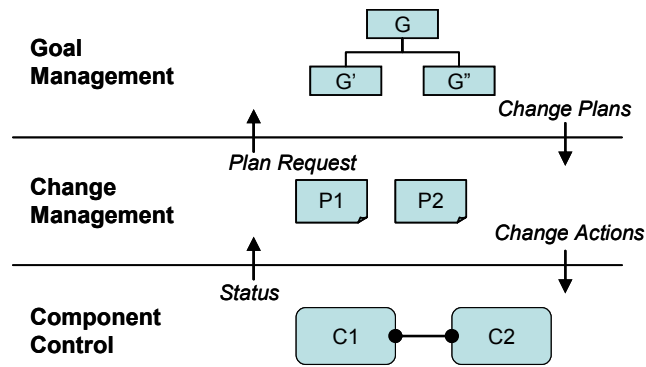 G
Goal
Management
G’ G”
Change Plans
Plan Request
Change
Management
P1 P2
Change Actions
Status
Component
Control
C1 C2